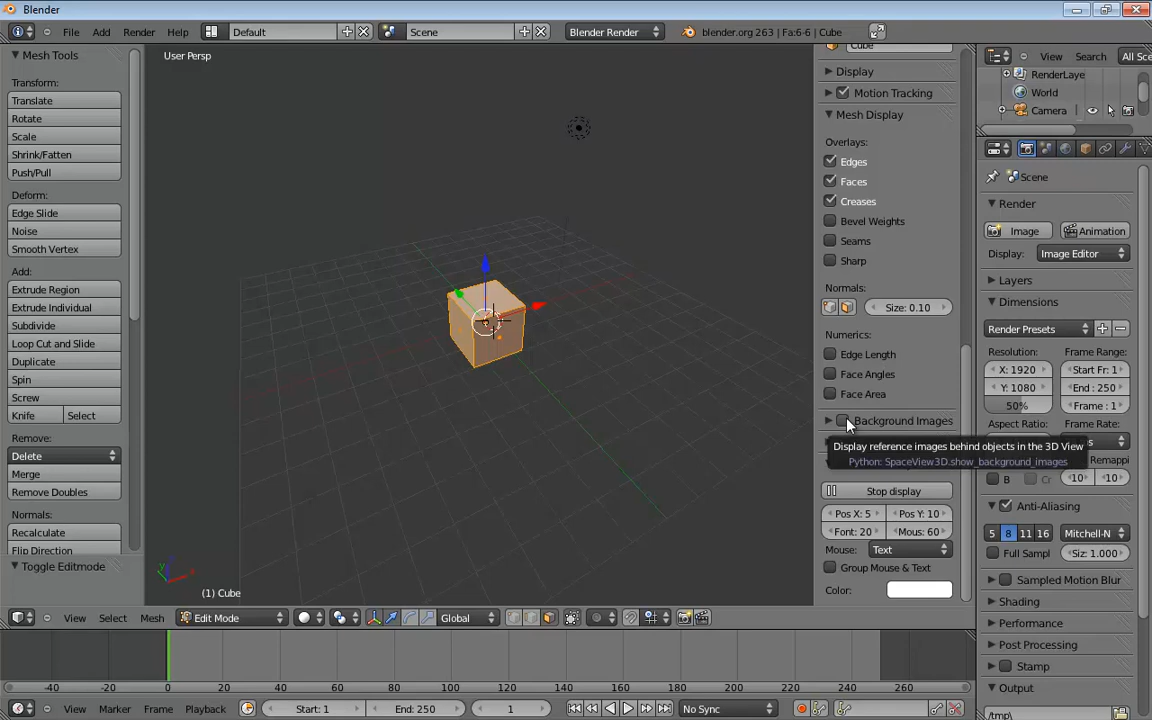 Blender
File Add Render Help Default Scene Blender Render blender.org 263 | Fa:6-6 | Cube
Mesh Tools
Transform:
Translate
Rotate
Scale
Shrink/Fatten
Push/Pull
Deform:
Edge Slide
Noise
Smooth Vertex
Add:
Extrude Region
Extrude Individual
Subdivide
Loop Cut and Slide
Duplicate
Spin
Screw
Knife Select
Remove:
Delete
Merge
Remove Doubles
Normals:
Recalculate
Flip Direction
Toggle Editmode
User Persp
(1) Cube
Cube
Display
Motion Tracking
Mesh Display
Overlays:
Edges
Faces
Creases
Bevel Weights
Seams
Sharp
Normals:
Size: 0.10
Numerics:
Edge Length
Face Angles
Face Area
Background Images
Display reference images behind objects in the 3D View
Python: SpaceView3D.show_background_images
Stop display
Pos X: 5 Pos Y: 10
Font: 20 Mous: 60
Mouse: Text
Group Mouse & Text
Color:
View Search All Sce
RenderLaye
World
Camera
Scene
Render
Image Animation
Display: Image Editor
Layers
Dimensions
Render Presets
Resolution: Frame Range:
X: 1920 Start Fr: 1
Y: 1080 End : 250
50% Frame : 1
Remappi
B Cr 10 10
Anti-Aliasing
5 8 11 16 Mitchell-N
Full Sampl Siz: 1.000
Sampled Motion Blur
Shading
Performance
Post Processing
Stamp
Output
/tmp\
View Select Mesh Edit Mode Global
-40 -20 0 20 40 60 80 100 120 140 160 180 200 220 240 260
View Marker Frame Playback Start: 1 End: 250 1 No Sync